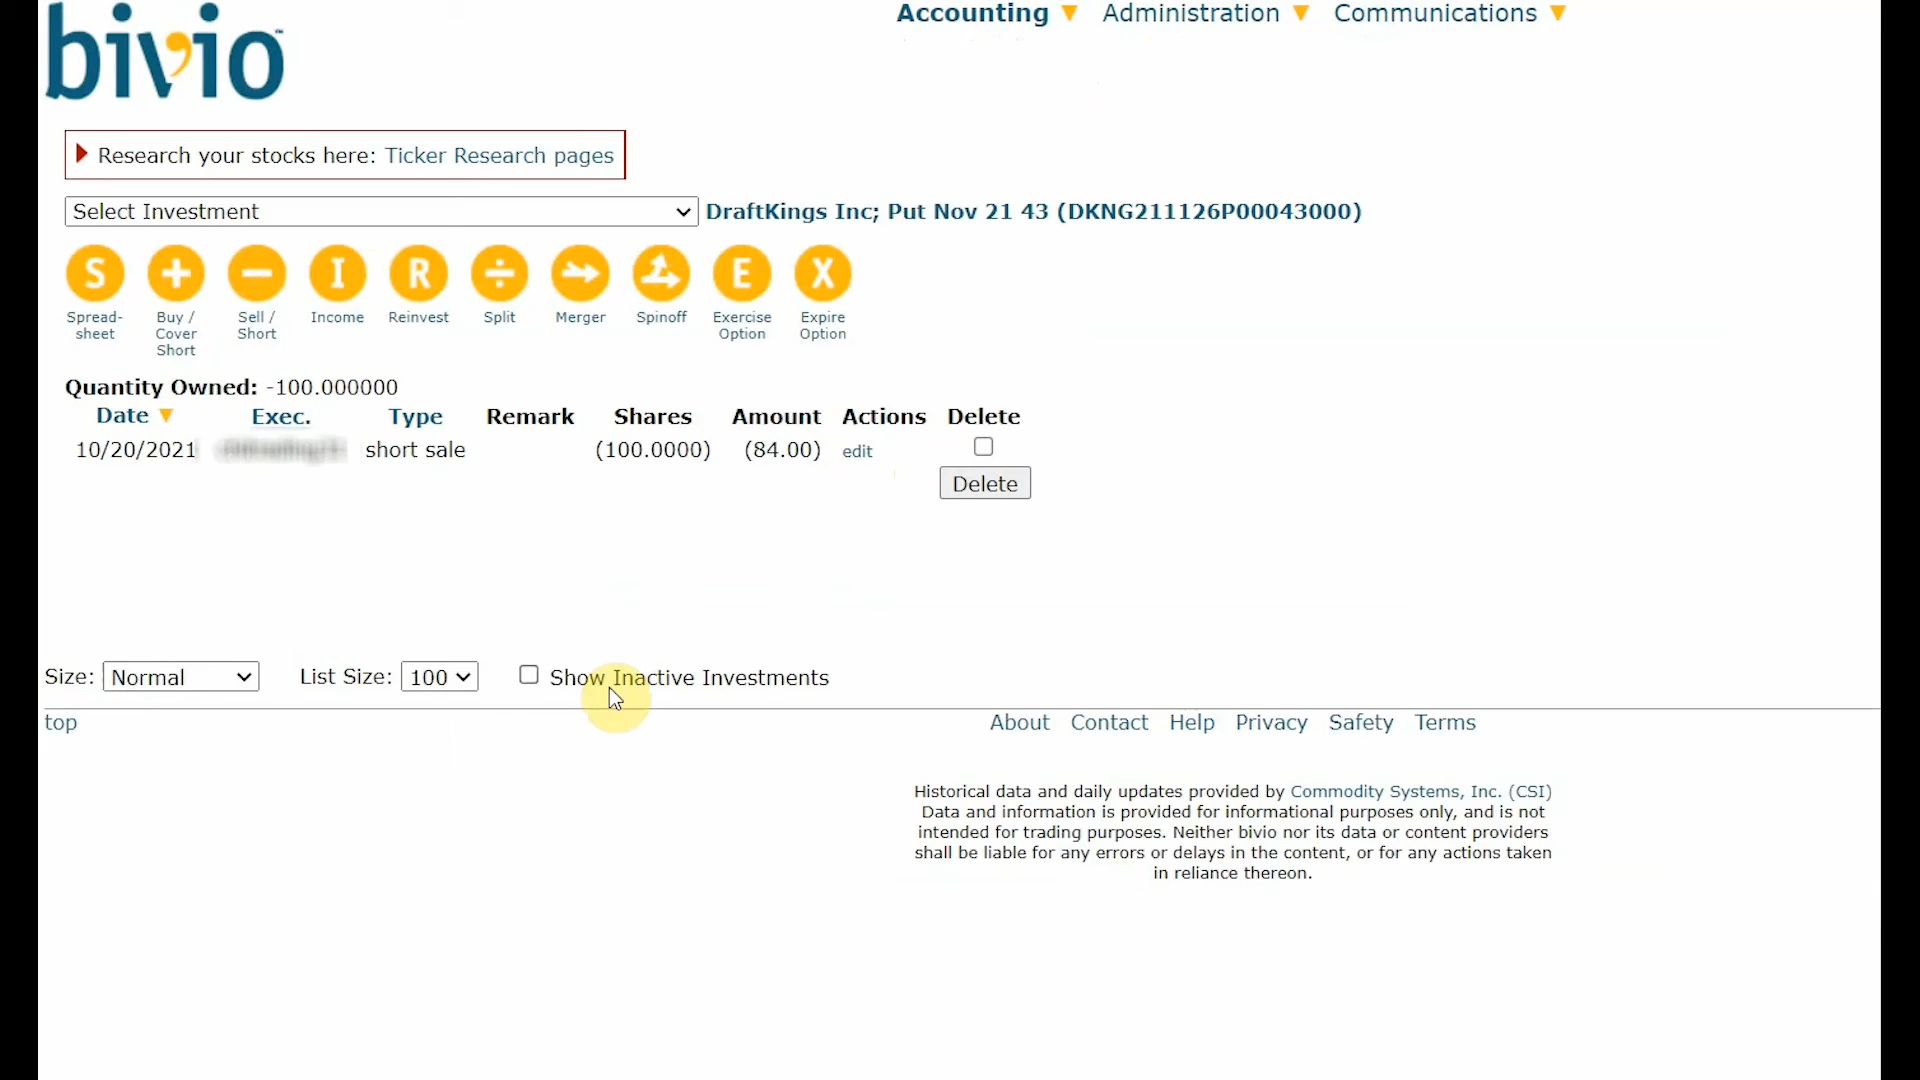 bivio™
Accounting ▼ Administration ▼ Communications ▼
Research your stocks here: Ticker Research pages
Select Investment DraftKings Inc; Put Nov 21 43 (DKNG211126P00043000)
S + − I R ÷ E X
Spread-sheet
Buy / Cover Short
Sell / Short
Income
Reinvest
Split
Merger
Spinoff
Exercise Option
Expire Option
Quantity Owned: -100.000000
Date ▼ Exec. Type Remark Shares Amount Actions Delete
10/20/2021 short sale (100.0000) (84.00) edit
Delete
Size: Normal List Size: 100 Show Inactive Investments
top About Contact Help Privacy Safety Terms
Historical data and daily updates provided by Commodity Systems, Inc. (CSI)
Data and information is provided for informational purposes only, and is not
intended for trading purposes. Neither bivio nor its data or content providers
shall be liable for any errors or delays in the content, or for any actions taken
in reliance thereon.